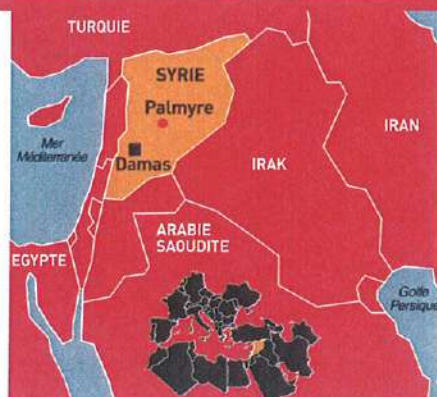 TURQUIE
SYRIE
Palmyre
Mer
Méditerranée
Damas
IRAK
IRAN
ARABIE
SAOUDITE
EGYPTE
Golfe
Persique